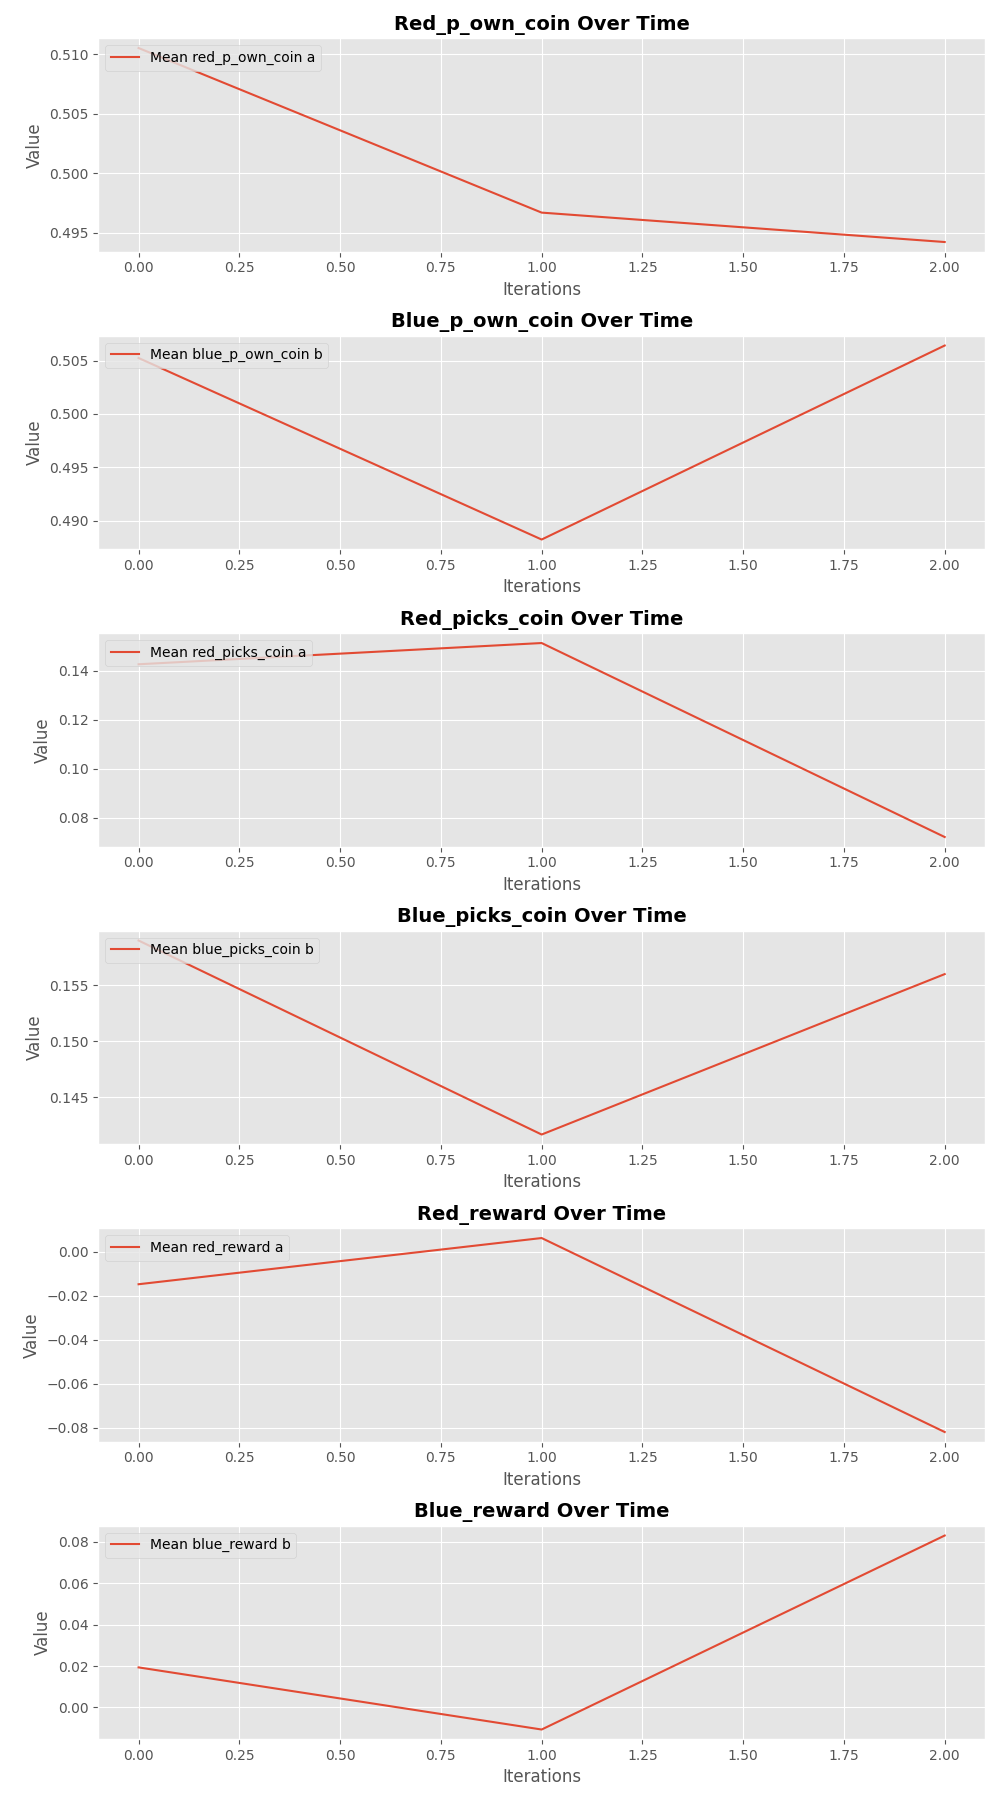 Red_p_own_coin Over Time
Mean red_p_own_coin a
Value
0.510
0.505
0.500
0.495
0.00 0.25 0.50 0.75 1.00 1.25 1.50 1.75 2.00
Iterations
Blue_p_own_coin Over Time
Mean blue_p_own_coin b
Value
0.505
0.500
0.495
0.490
0.00 0.25 0.50 0.75 1.00 1.25 1.50 1.75 2.00
Iterations
Red_picks_coin Over Time
Mean red_picks_coin a
Value
0.14
0.12
0.10
0.08
0.00 0.25 0.50 0.75 1.00 1.25 1.50 1.75 2.00
Iterations
Blue_picks_coin Over Time
Mean blue_picks_coin b
Value
0.155
0.150
0.145
0.00 0.25 0.50 0.75 1.00 1.25 1.50 1.75 2.00
Iterations
Red_reward Over Time
Mean red_reward a
Value
0.00
−0.02
−0.04
−0.06
−0.08
0.00 0.25 0.50 0.75 1.00 1.25 1.50 1.75 2.00
Iterations
Blue_reward Over Time
Mean blue_reward b
Value
0.08
0.06
0.04
0.02
0.00
0.00 0.25 0.50 0.75 1.00 1.25 1.50 1.75 2.00
Iterations